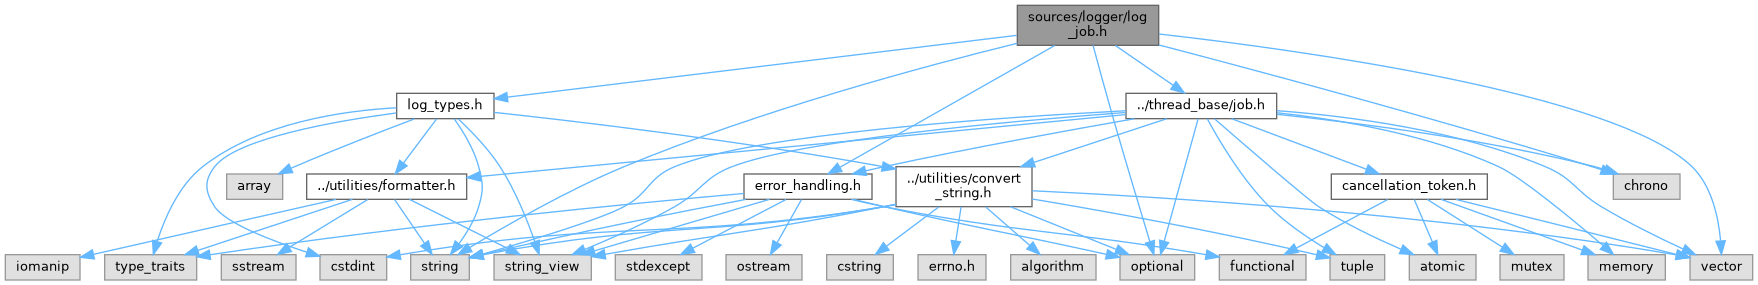 sources/logger/log
_job.h
log_types.h
../thread_base/job.h
array
../utilities/formatter.h
error_handling.h
../utilities/convert
_string.h
cancellation_token.h
chrono
iomanip
type_traits
sstream
cstdint
string
string_view
stdexcept
ostream
cstring
errno.h
algorithm
optional
functional
tuple
atomic
mutex
memory
vector